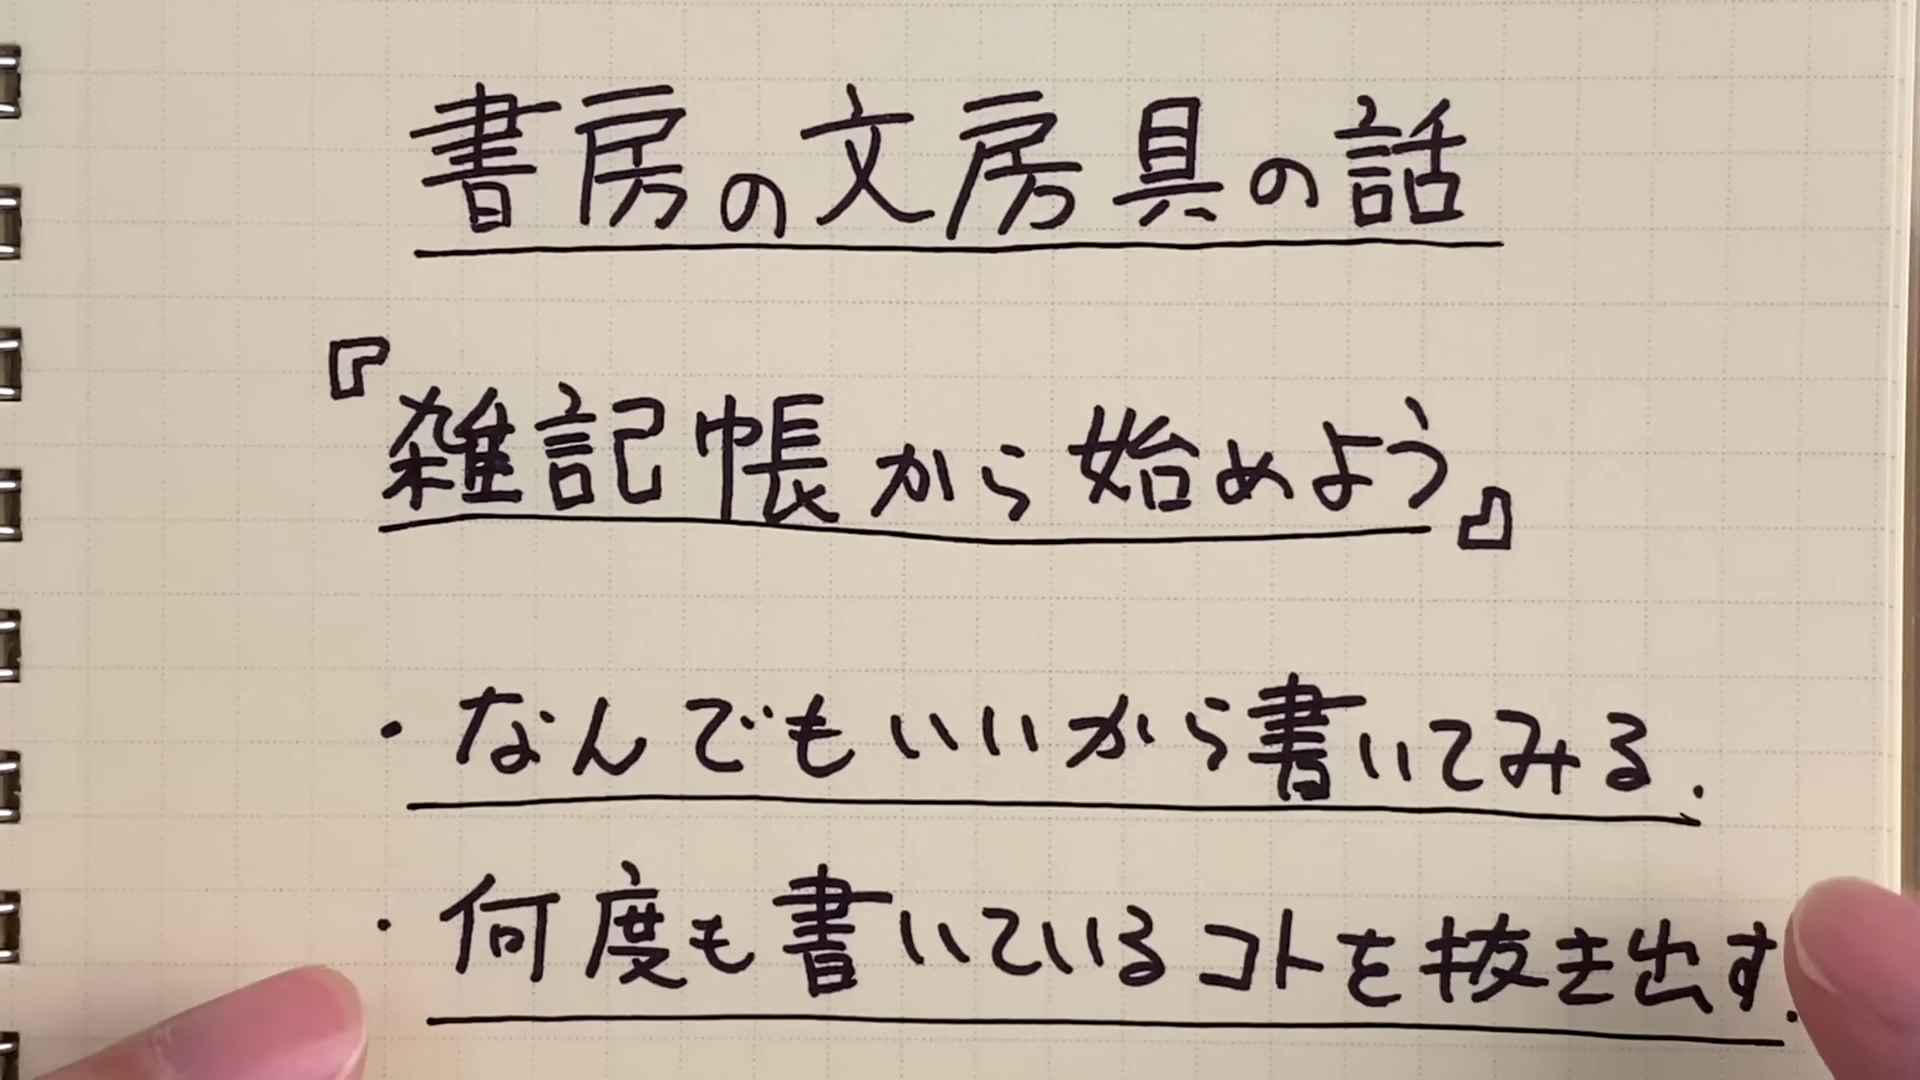 書房の文房具の話
『雑記帳から始めよう』
・なんでもいいから書いてみる.
・何度も書いているコトを抜き出す.